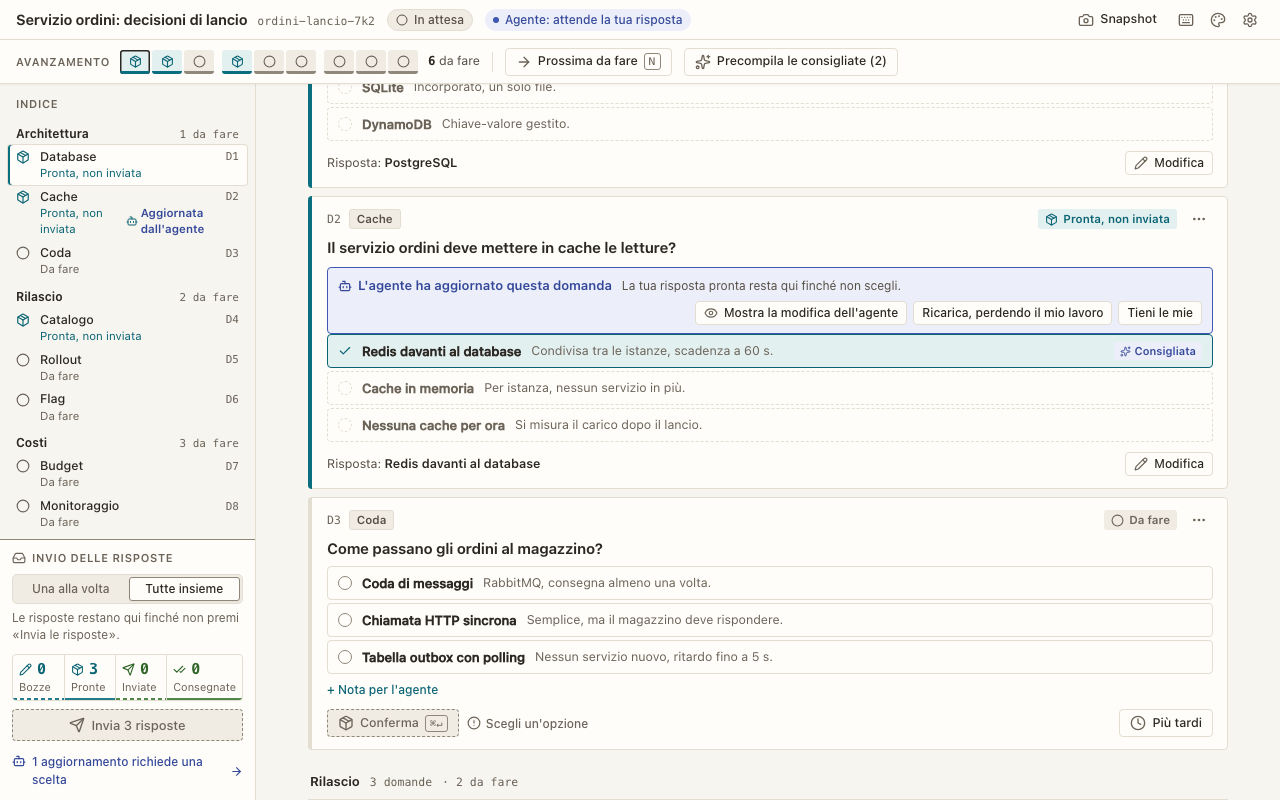 Servizio ordini: decisioni di lancio ordini-lancio-7k2 In attesa Agente: attende la tua risposta Snapshot
AVANZAMENTO 6 da fare Prossima da fare N Precompila le consigliate (2)
INDICE
Architettura 1 da fare
Database D1
Pronta, non inviata
Cache D2
Pronta, non inviata Aggiornata dall'agente
Coda D3
Da fare
Rilascio 2 da fare
Catalogo D4
Pronta, non inviata
Rollout D5
Da fare
Flag D6
Da fare
Costi 3 da fare
Budget D7
Da fare
Monitoraggio D8
Da fare
INVIO DELLE RISPOSTE
Una alla volta Tutte insieme
Le risposte restano qui finché non premi
«Invia le risposte».
0 3 0 0
Bozze Pronte Inviate Consegnate
Invia 3 risposte
1 aggiornamento richiede una
scelta
SQLite Incorporato, un solo file.
DynamoDB Chiave-valore gestito.
Risposta: PostgreSQL Modifica
D2 Cache Pronta, non inviata
Il servizio ordini deve mettere in cache le letture?
L'agente ha aggiornato questa domanda La tua risposta pronta resta qui finché non scegli.
Mostra la modifica dell'agente Ricarica, perdendo il mio lavoro Tieni le mie
Redis davanti al database Condivisa tra le istanze, scadenza a 60 s. Consigliata
Cache in memoria Per istanza, nessun servizio in più.
Nessuna cache per ora Si misura il carico dopo il lancio.
Risposta: Redis davanti al database Modifica
D3 Coda Da fare
Come passano gli ordini al magazzino?
Coda di messaggi RabbitMQ, consegna almeno una volta.
Chiamata HTTP sincrona Semplice, ma il magazzino deve rispondere.
Tabella outbox con polling Nessun servizio nuovo, ritardo fino a 5 s.
+ Nota per l'agente
Conferma ⌘↵ Scegli un'opzione Più tardi
Rilascio 3 domande · 2 da fare